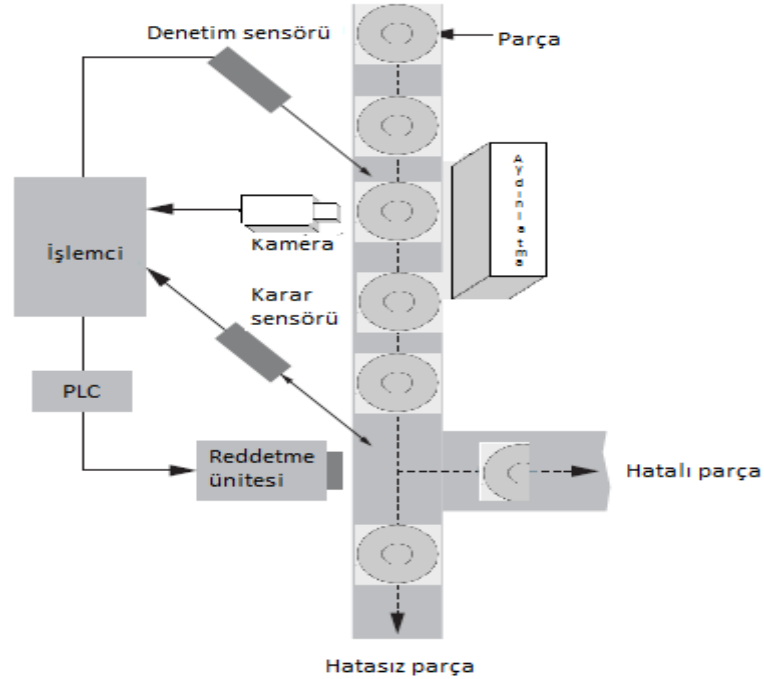 Denetim sensörü
Parça
Aydınlatma
İşlemci
Kamera
Karar
sensörü
PLC
Reddetme
ünitesi
Hatalı parça
Hatasız parça